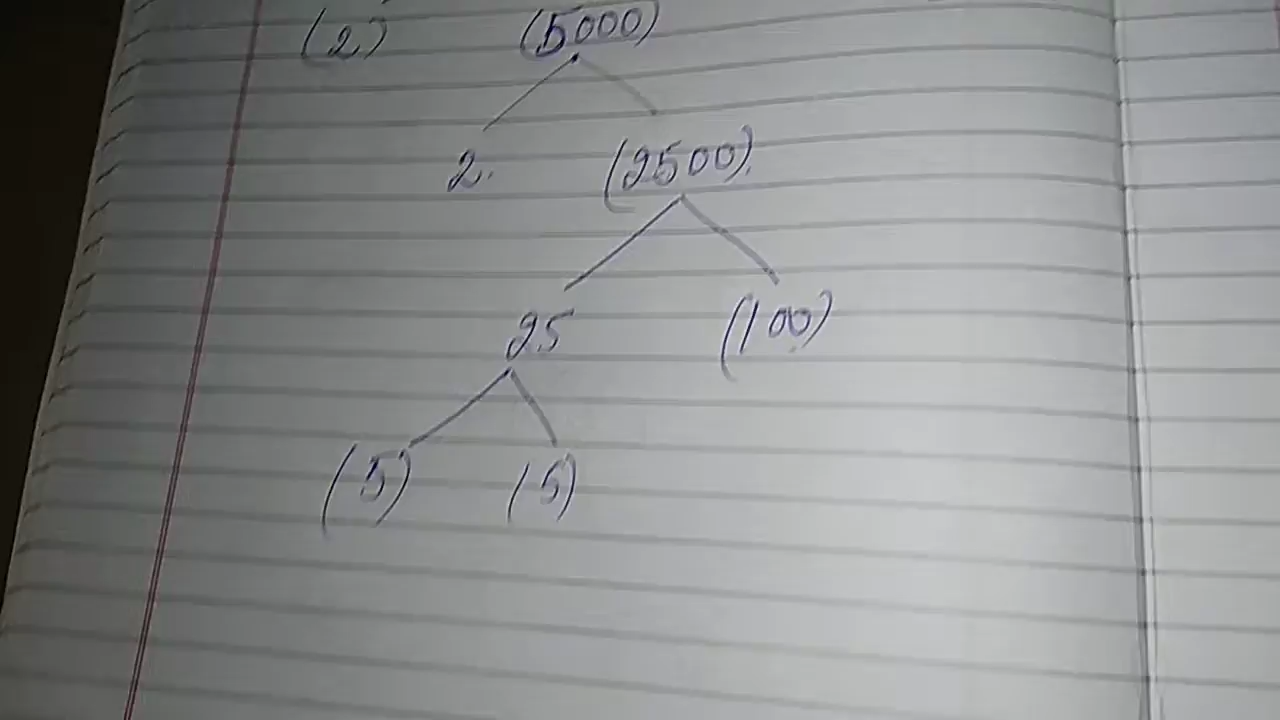 (2) (5000)
2. (2500).
25 (100)
(5) (5)